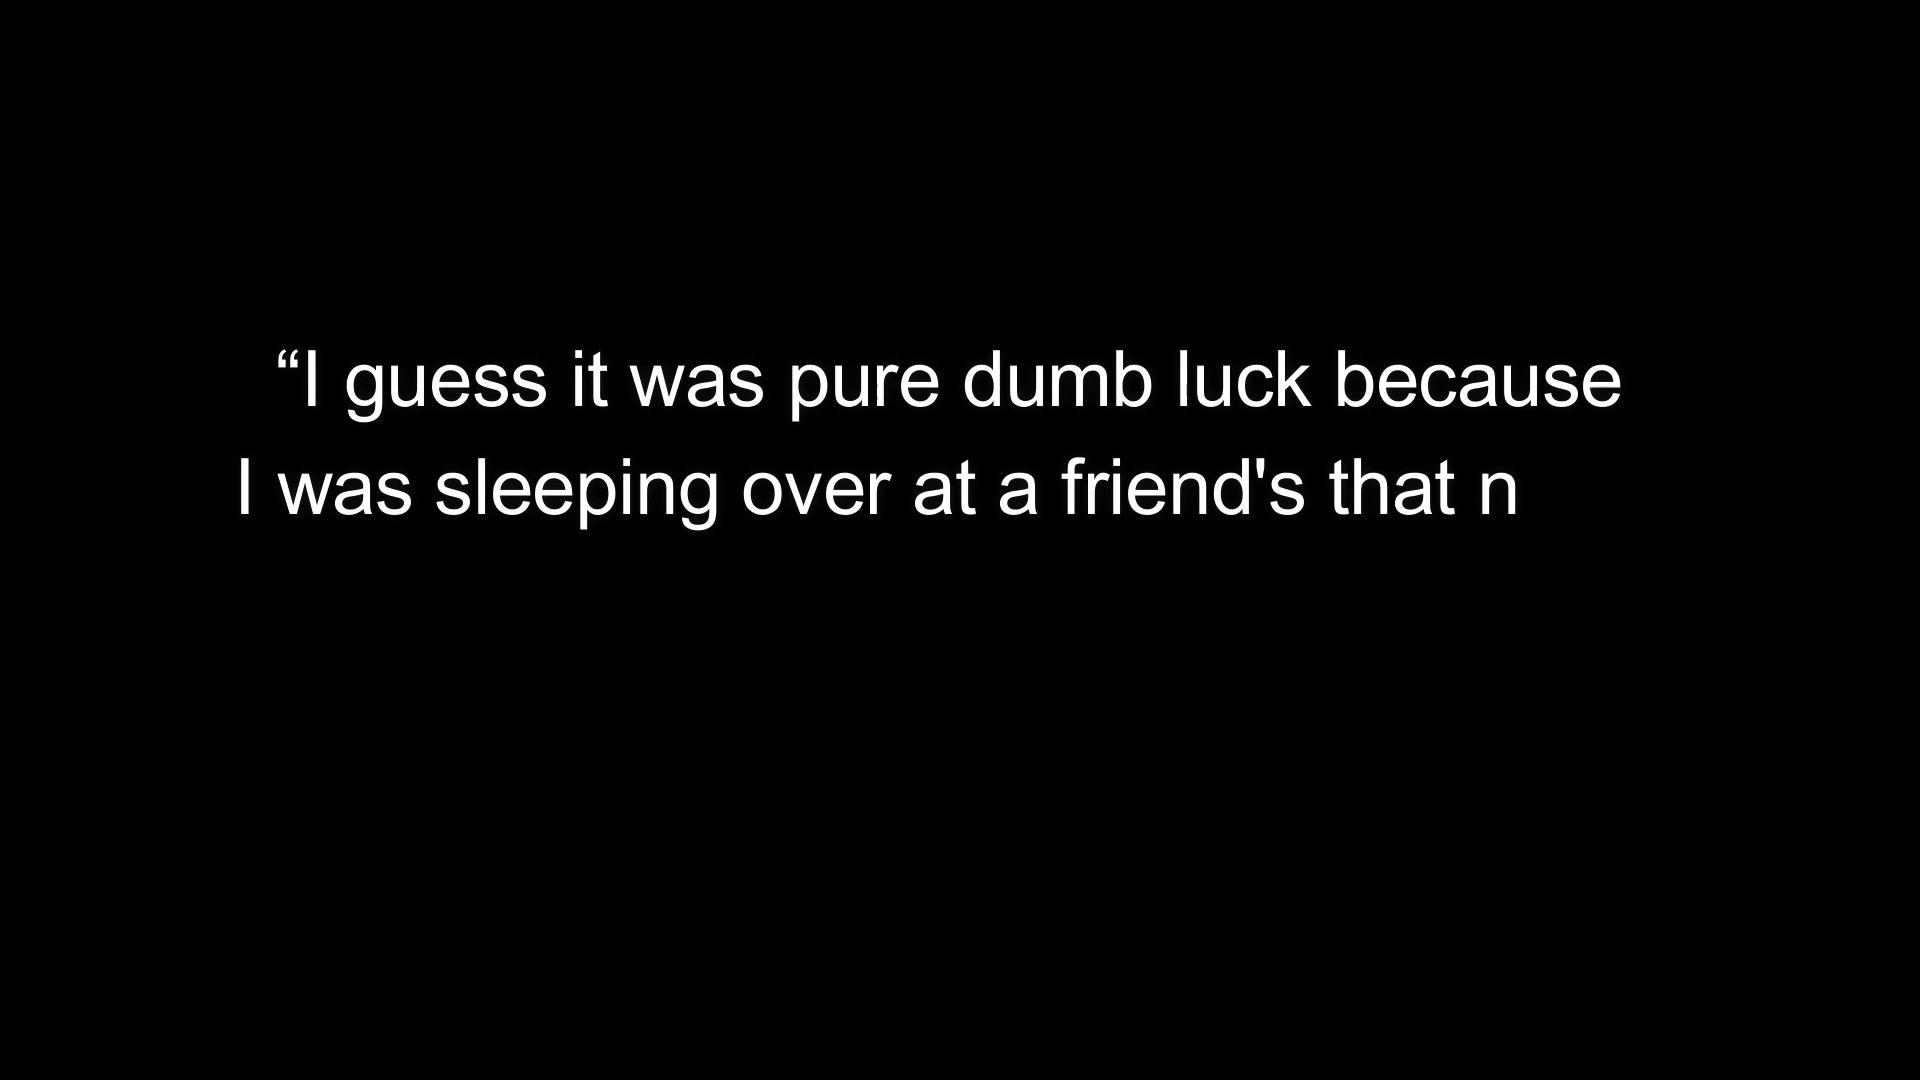 “I guess it was pure dumb luck because
I was sleeping over at a friend's that n